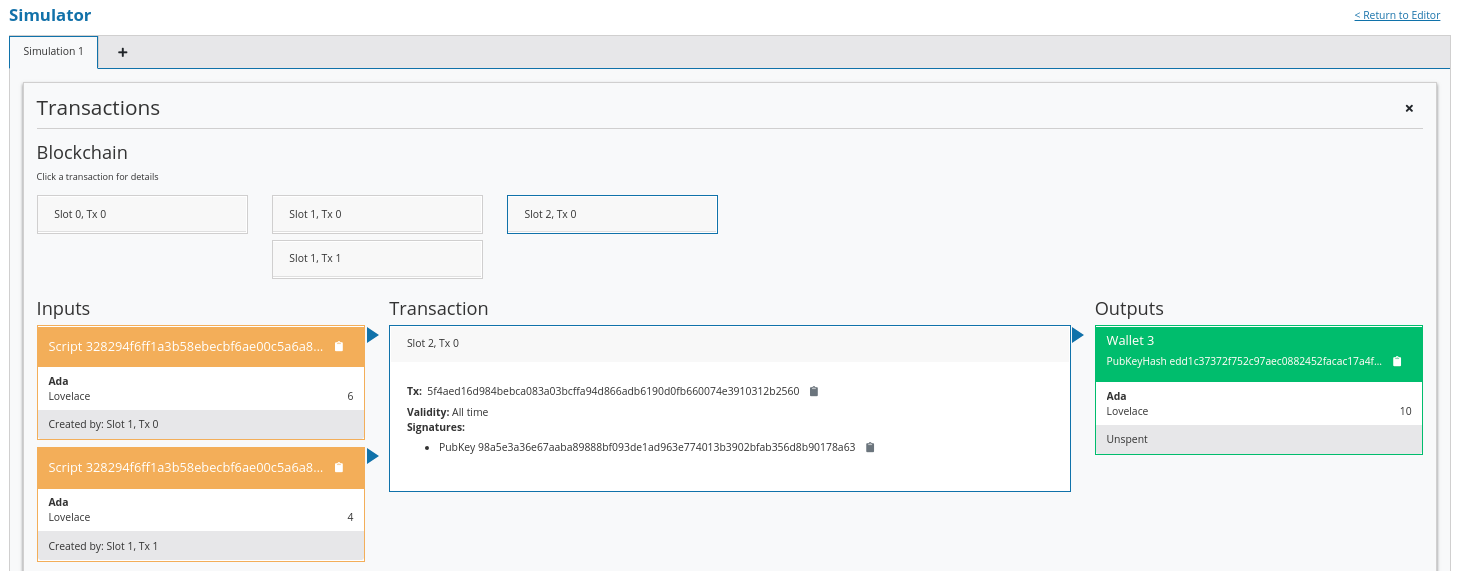 Simulator
< Return to Editor
Simulation 1
+
Transactions
×
Blockchain
Click a transaction for details
Slot 0, Tx 0
Slot 1, Tx 0
Slot 2, Tx 0
Slot 1, Tx 1
Inputs
Script 328294f6ff1a3b58ebecbf6ae00c5a6a8...
Ada
Lovelace 6
Created by: Slot 1, Tx 0
Script 328294f6ff1a3b58ebecbf6ae00c5a6a8...
Ada
Lovelace 4
Created by: Slot 1, Tx 1
Transaction
Slot 2, Tx 0
Tx: 5f4aed16d984bebca083a03bcffa94d866adb6190d0fb660074e3910312b2560
Validity: All time
Signatures:
• PubKey 98a5e3a36e67aaba89888bf093de1ad963e774013b3902bfab356d8b90178a63
Outputs
Wallet 3
PubKeyHash edd1c37372f752c97aec0882452facac17a4f...
Ada
Lovelace 10
Unspent